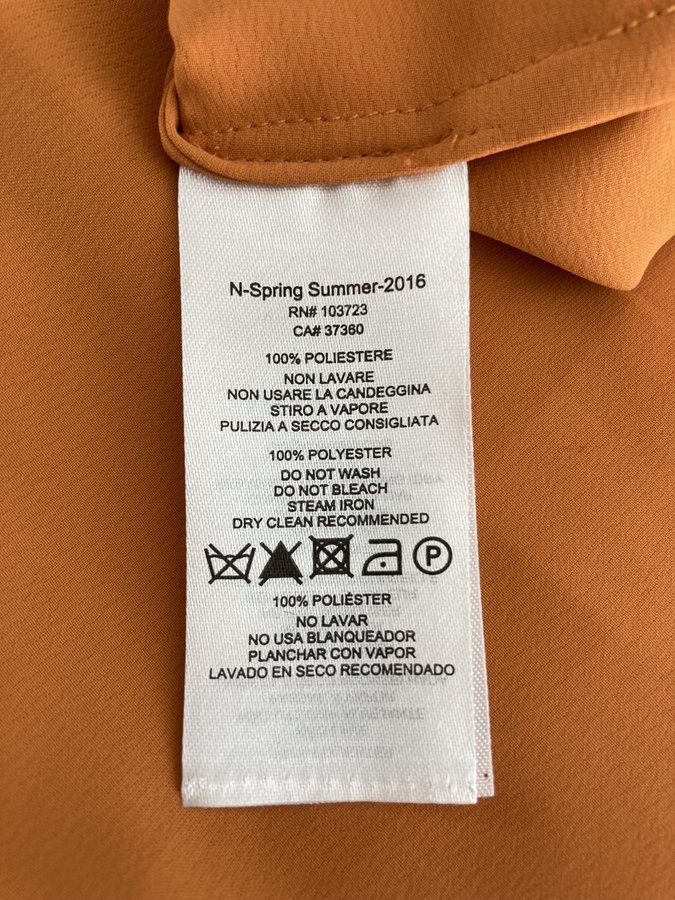 N-Spring Summer-2016
RN# 103723
CA# 37360
100% POLIESTERE
NON LAVARE
NON USARE LA CANDEGGINA
STIRO A VAPORE
PULIZIA A SECCO CONSIGLIATA
100% POLYESTER
DO NOT WASH
DO NOT BLEACH
STEAM IRON
DRY CLEAN RECOMMENDED
P
100% POLIÉSTER
NO LAVAR
NO USA BLANQUEADOR
PLANCHAR CON VAPOR
LAVADO EN SECO RECOMENDADO